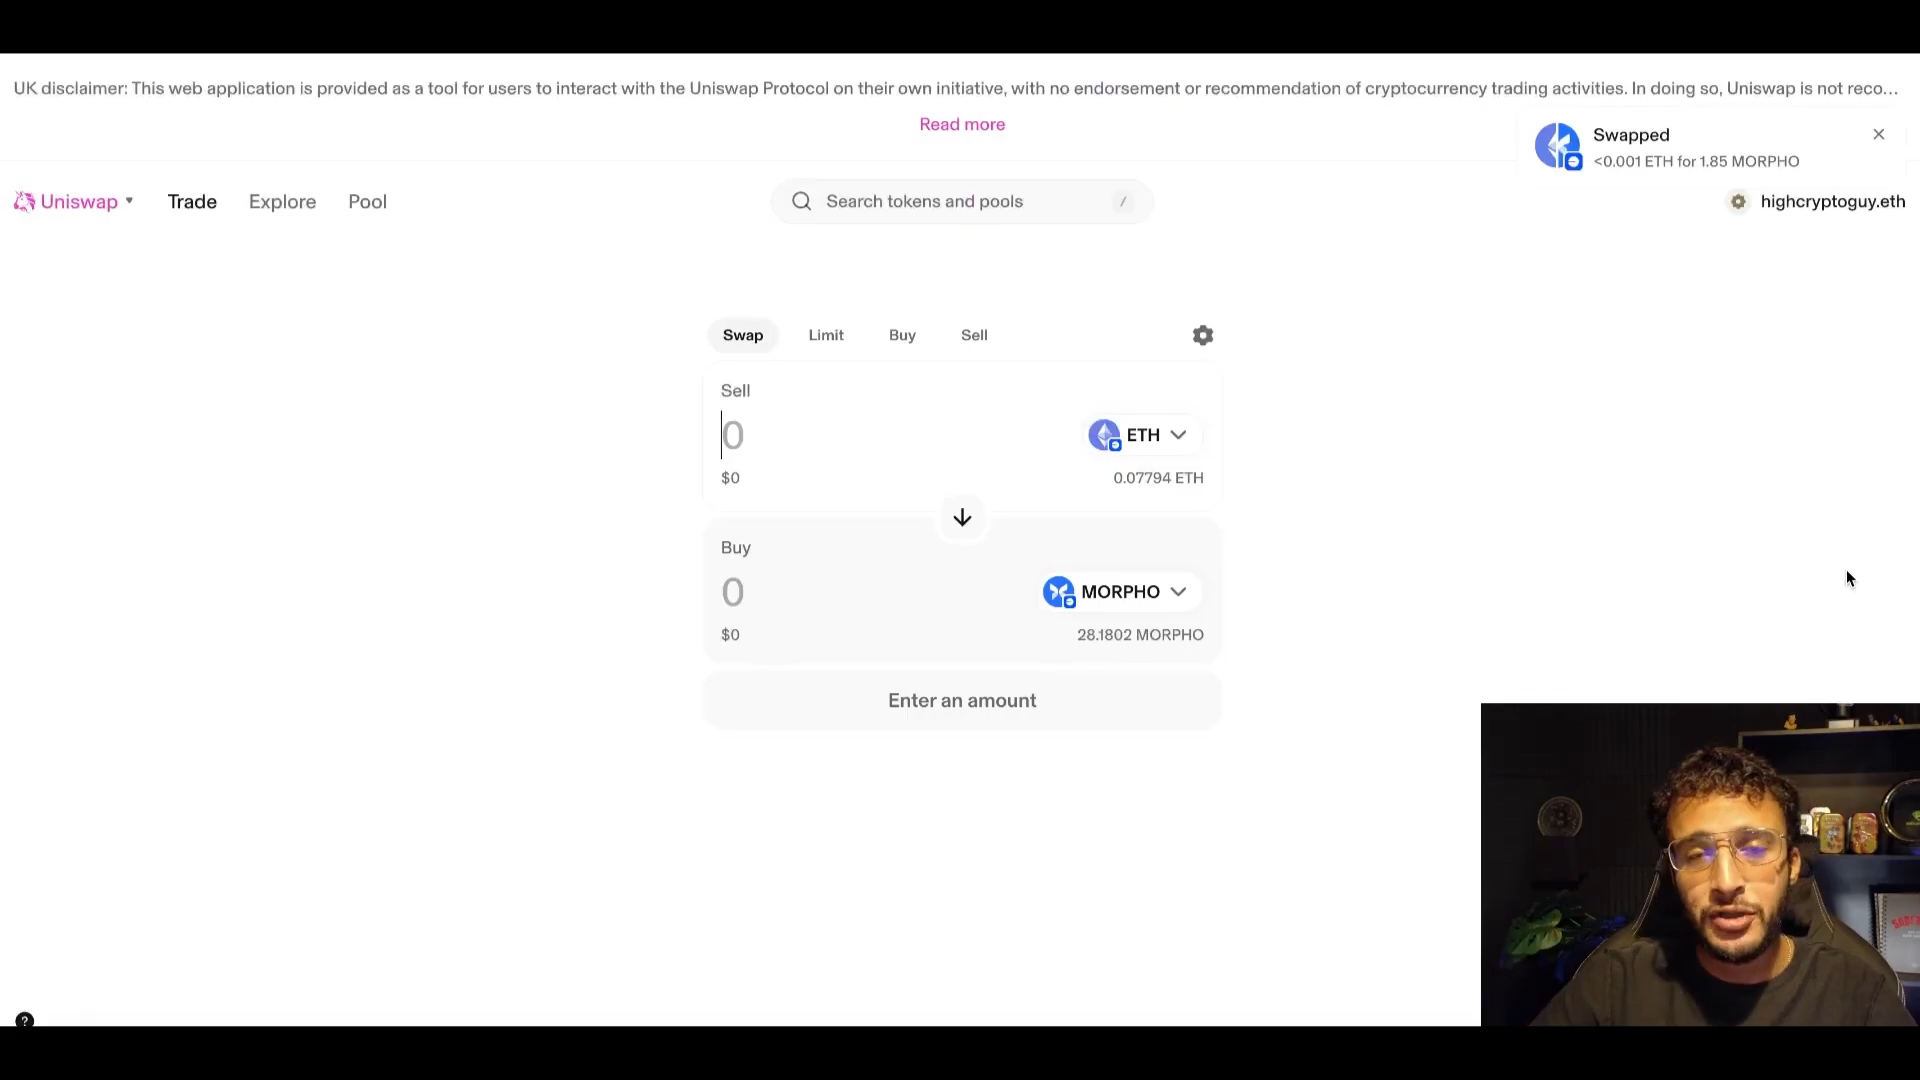 UK disclaimer: This web application is provided as a tool for users to interact with the Uniswap Protocol on their own initiative, with no endorsement or recommendation of cryptocurrency trading activities. In doing so, Uniswap is not reco...
Read more
Swapped
<0.001 ETH for 1.85 MORPHO
Uniswap Trade Explore Pool
Search tokens and pools /
highcryptoguy.eth
Swap Limit Buy Sell
Sell
0
ETH
$0
0.07794 ETH
Buy
0
MORPHO
$0
28.1802 MORPHO
Enter an amount
?